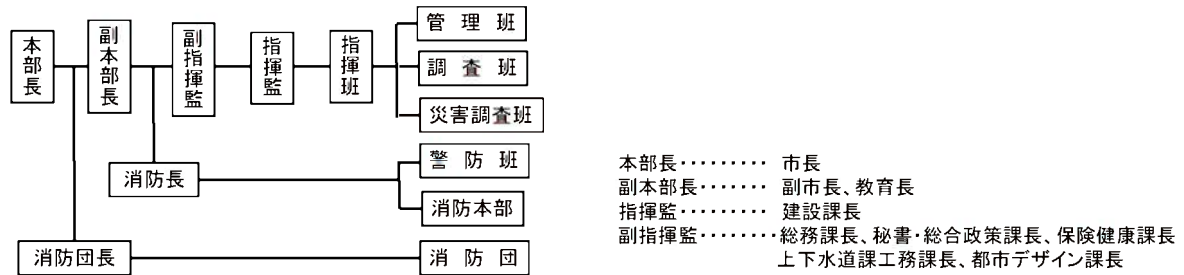 本部長
副本部長
副指揮監
指揮監
指揮班
管理班
調査班
災害調査班
消防長
警防班
消防本部
消防団長
消防団
本部長‥‥‥‥‥ 市長
副本部長‥‥‥‥ 副市長、教育長
指揮監‥‥‥‥‥ 建設課長
副指揮監‥‥‥‥総務課長、秘書・総合政策課長、保険健康課長
上下水道課工務課長、都市デザイン課長